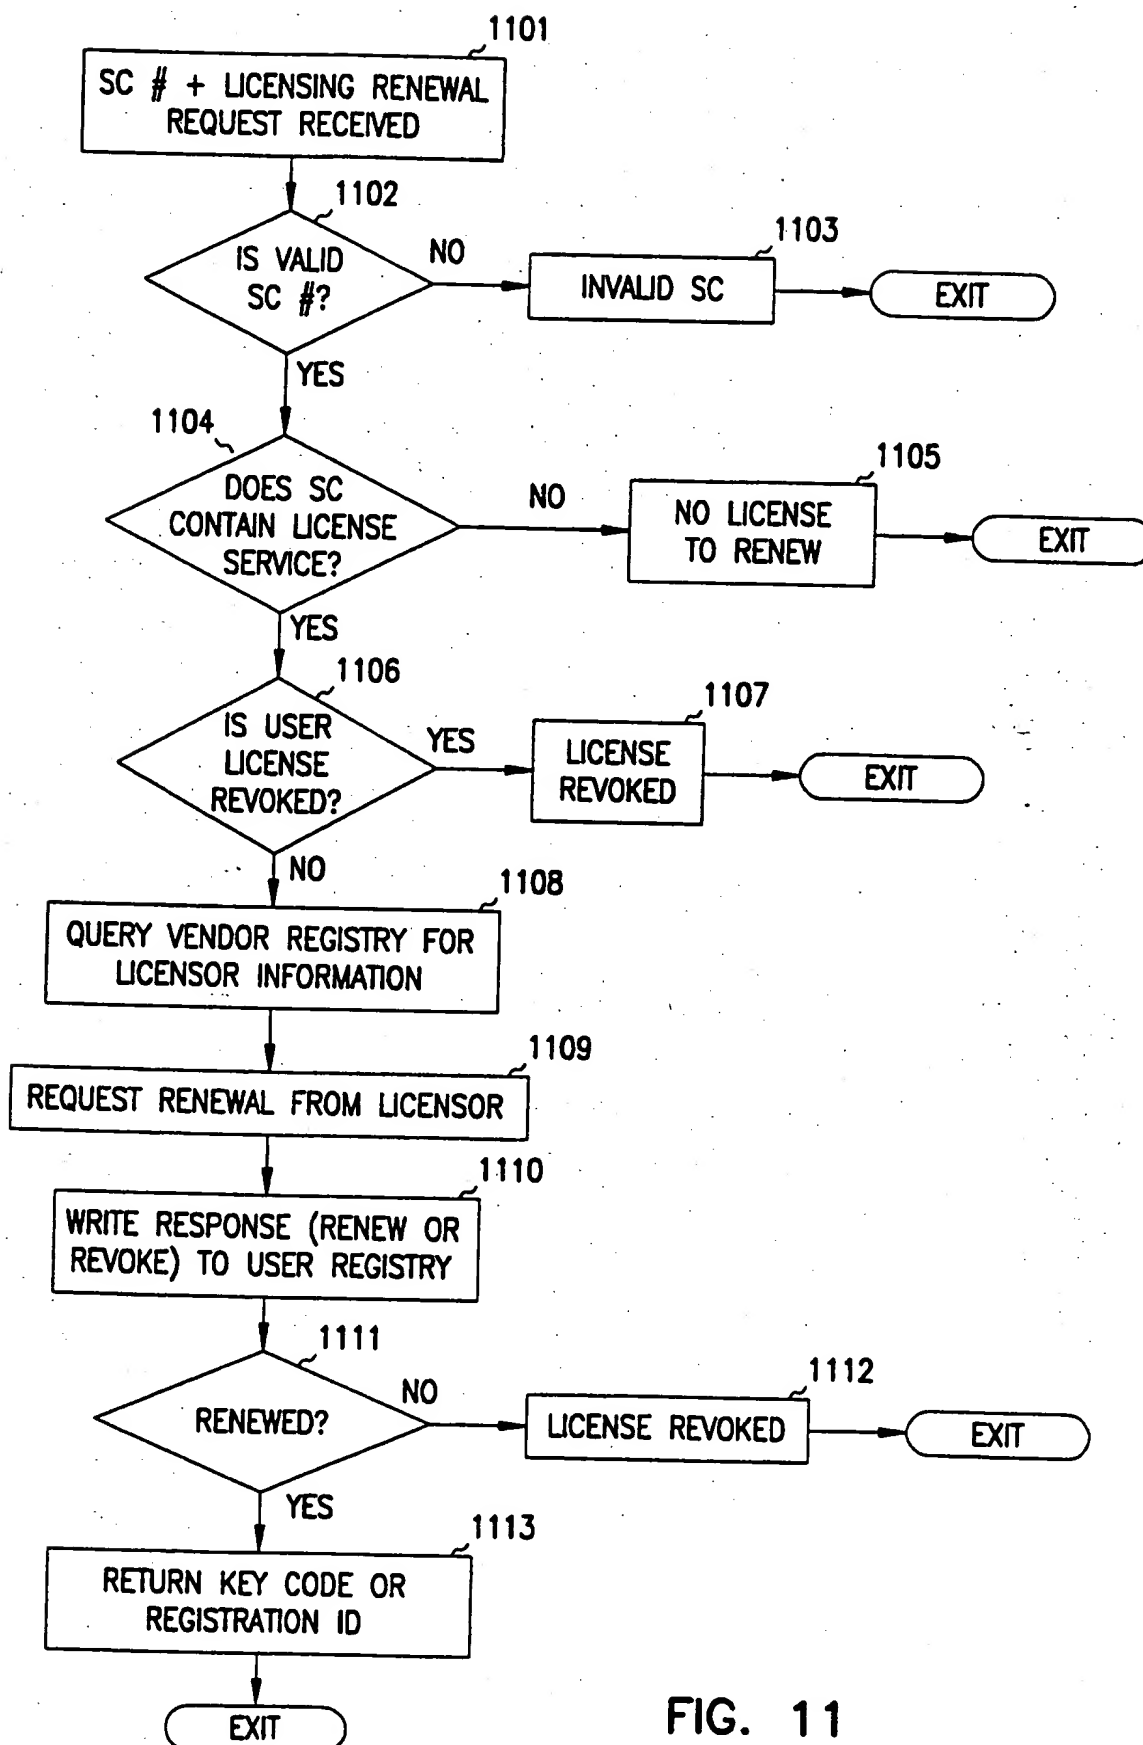 1101
SC # + LICENSING RENEWAL
REQUEST RECEIVED
1102
IS VALID
SC #?
NO
1103
INVALID SC
EXIT
YES
1104
DOES SC
CONTAIN LICENSE
SERVICE?
NO
1105
NO LICENSE
TO RENEW
EXIT
YES
1106
IS USER
LICENSE
REVOKED?
YES
1107
LICENSE
REVOKED
EXIT
NO
1108
QUERY VENDOR REGISTRY FOR
LICENSOR INFORMATION
1109
REQUEST RENEWAL FROM LICENSOR
1110
WRITE RESPONSE (RENEW OR
REVOKE) TO USER REGISTRY
1111
RENEWED?
NO
1112
LICENSE REVOKED
EXIT
YES
1113
RETURN KEY CODE OR
REGISTRATION ID
EXIT
FIG. 11